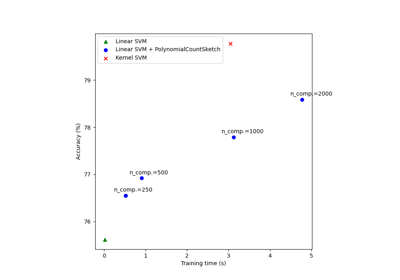 Linear SVM
Linear SVM + PolynomialCountSketch
Kernel SVM
79
n_comp.=2000
78
n_comp.=1000
77
n_comp.=500
n_comp.=250
76
Accuracy (%)
0 1 2 3 4 5
Training time (s)